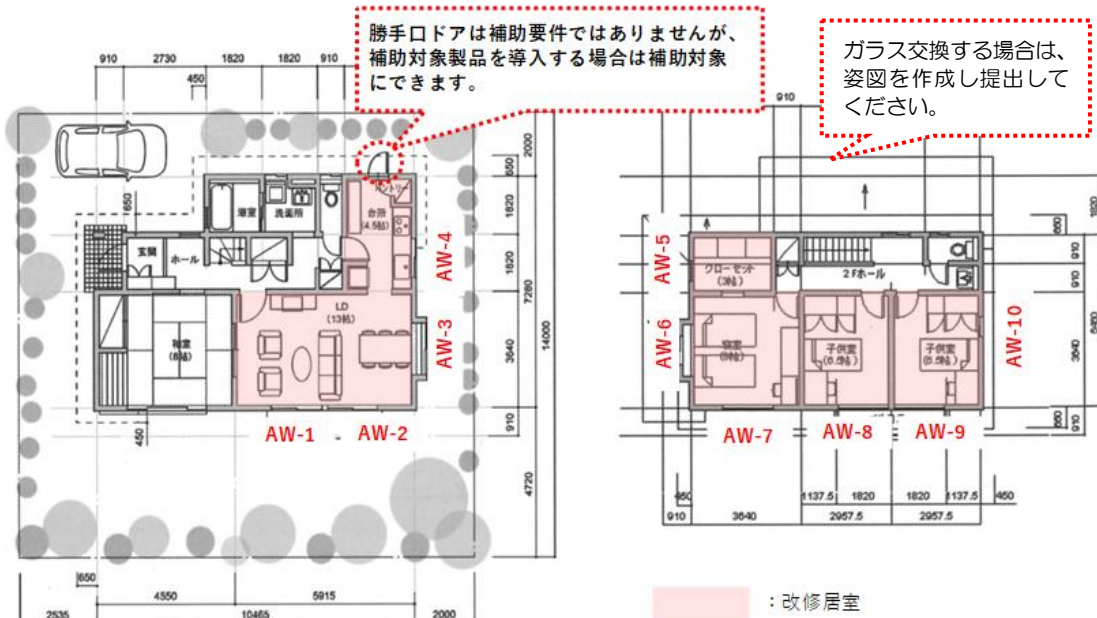 勝手口ドアは補助要件ではありませんが、
補助対象製品を導入する場合は補助対象
にできます。
ガラス交換する場合は、
姿図を作成し提出して
ください。
910 2730 1820 1820 910
450
2000
650
1820
1820
7280
3640
14000
910
4720
650
浴室
洗面所
パントリー
台所
(4.5帖)
玄関
ホール
LD
(13帖)
和室
(8帖)
AW-4
AW-3
AW-1
AW-2
450
650
4550 5915
2535 10465 2000
910
AW-5
AW-6
クローゼット
(3帖)
2Fホール
寝室
子供室
子供室
AW-10
AW-7
AW-8
AW-9
910
910
3640
910
450
1137.5 1820 1820 1137.5 450
910 3640 2957.5 2957.5
：改修居室